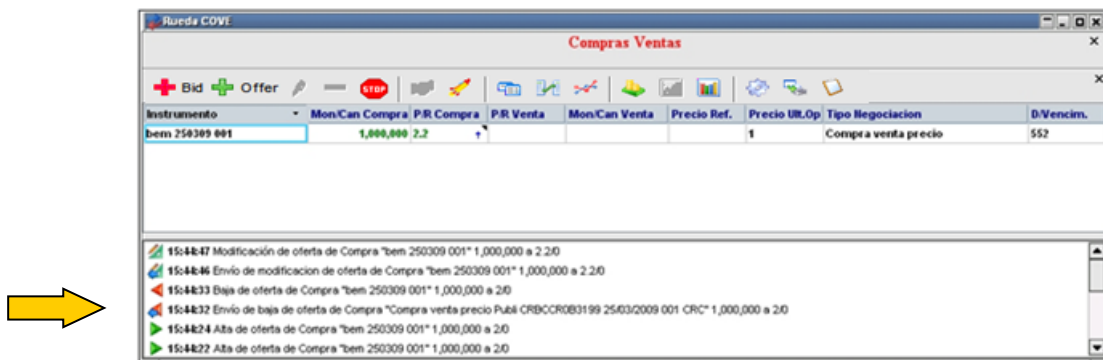 Rueda COVE
Compras Ventas
Bid Offer STOP
Instrumento Mon/Can Compra P/R Compra P/R Venta Mon/Can Venta Precio Ref. Precio Ult.Op Tipo Negociacion D/Vencim.
bem 250309 001 1,000,000 2.2 1 Compra venta precio 552
15:44:47 Modificación de oferta de Compra "bem 250309 001" 1,000,000 a 2.2/0
15:44:46 Envío de modificacion de oferta de Compra "bem 250309 001" 1,000,000 a 2.2/0
15:44:33 Baja de oferta de Compra "bem 250309 001" 1,000,000 a 2/0
15:44:32 Envío de baja de oferta de Compra "Compra venta precio Publi CRBCCR0B3199 25/03/2009 001 CRC" 1,000,000 a 2/0
15:44:24 Alta de oferta de Compra "bem 250309 001" 1,000,000 a 2/0
15:44:22 Alta de oferta de Compra "bem 250309 001" 1,000,000 a 2/0